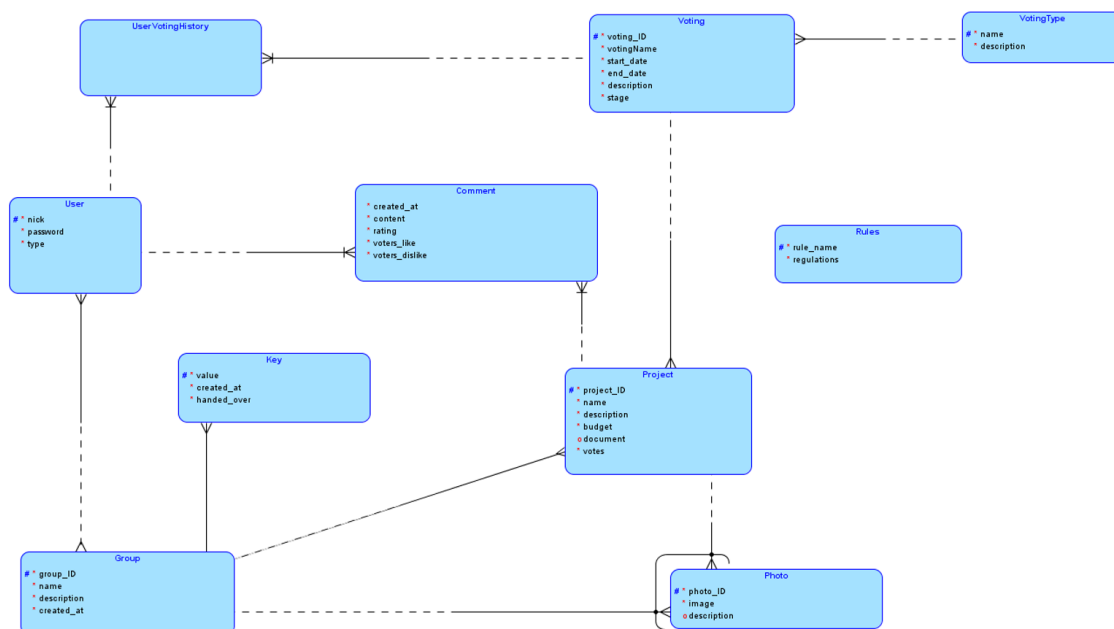 UserVotingHistory
Voting
# * voting_ID
* votingName
* start_date
* end_date
* description
* stage
VotingType
# * name
* description
User
# * nick
* password
* type
Comment
* created_at
* content
* rating
* voters_like
* voters_dislike
Rules
# * rule_name
* regulations
Key
# * value
* created_at
* handed_over
Project
# * project_ID
* name
* description
* budget
o document
* votes
Group
# * group_ID
* name
* description
* created_at
Photo
# * photo_ID
* image
o description